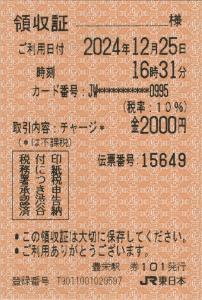 領収証
様
ご利用日付 2024年12月25日
時刻 16時31分
カード番号：JW*************0995
(税率：10%)
取引内容：チャージ* 金2000円
(*は不課税)
伝票番号：15649
印紙税申告納
付につき渋谷
税務署承認済
•この領収証は大切に保存してください。
•ご利用ありがとうございます。
豊栄駅 券101発行
登録番号 T3011001029597 JR東日本